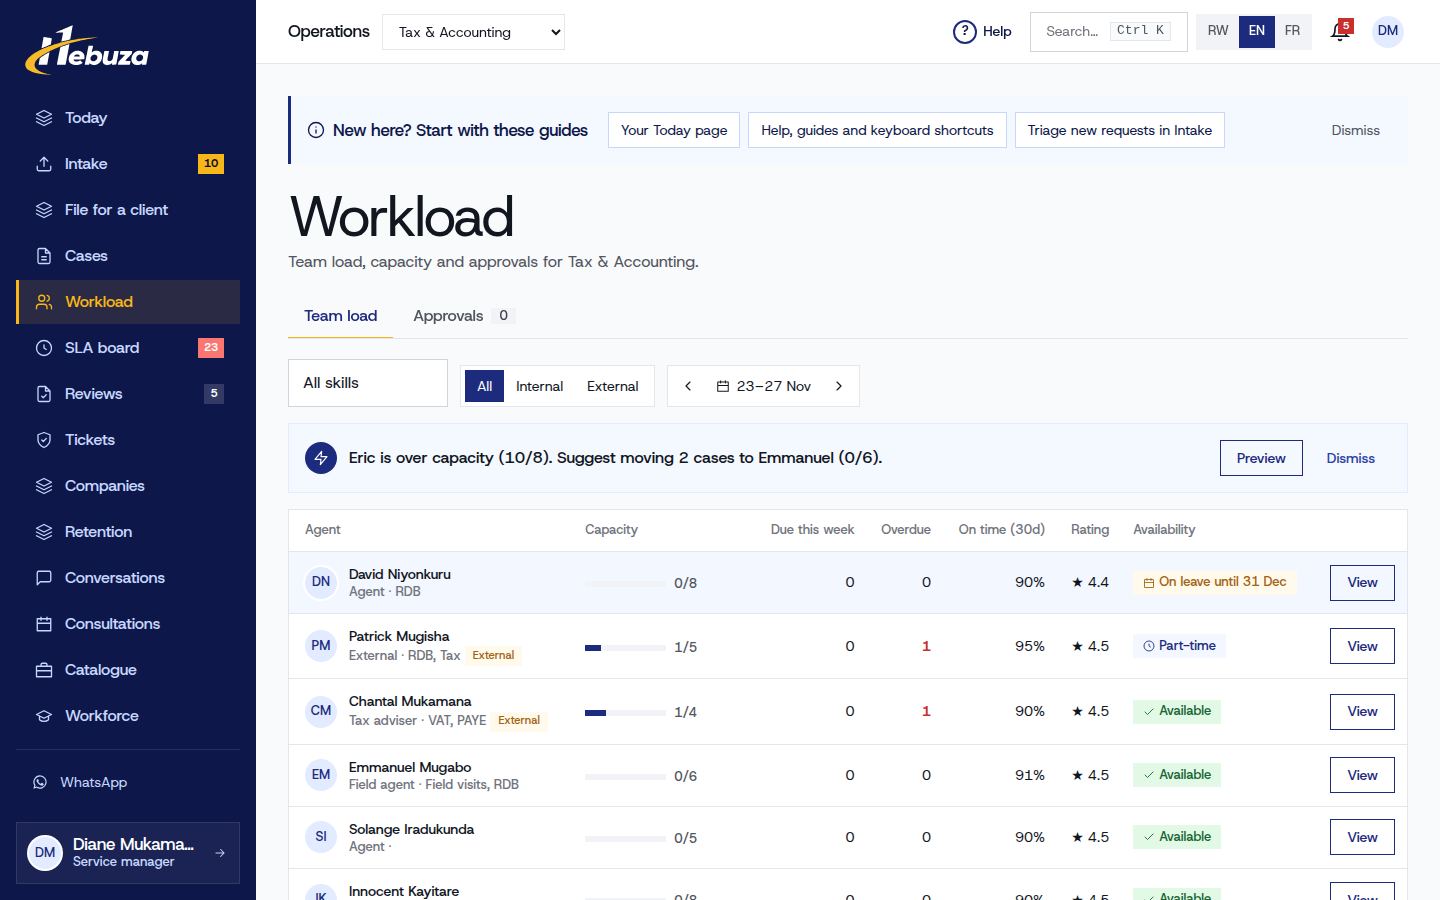 Hebuza
Operations
Tax & Accounting
? Help
Search... Ctrl K
RW EN FR
5
DM
Today
Intake 10
File for a client
Cases
Workload
SLA board 23
Reviews 5
Tickets
Companies
Retention
Conversations
Consultations
Catalogue
Workforce
WhatsApp
DM Diane Mukama...
Service manager
New here? Start with these guides
Your Today page
Help, guides and keyboard shortcuts
Triage new requests in Intake
Dismiss
Workload
Team load, capacity and approvals for Tax & Accounting.
Team load
Approvals 0
All skills
All Internal External
23–27 Nov
Eric is over capacity (10/8). Suggest moving 2 cases to Emmanuel (0/6).
Preview
Dismiss
Agent Capacity Due this week Overdue On time (30d) Rating Availability
DN David Niyonkuru 0/8 0 0 90% ★ 4.4 On leave until 31 Dec View
Agent · RDB
PM Patrick Mugisha 1/5 0 1 95% ★ 4.5 Part-time View
External · RDB, Tax External
CM Chantal Mukamana 1/4 0 1 90% ★ 4.5 Available View
Tax adviser · VAT, PAYE External
EM Emmanuel Mugabo 0/6 0 0 91% ★ 4.5 Available View
Field agent · Field visits, RDB
SI Solange Iradukunda 0/5 0 0 90% ★ 4.5 Available View
Agent ·
IK Innocent Kayitare 0/8 0 0 90% ★ 4.5 Available View